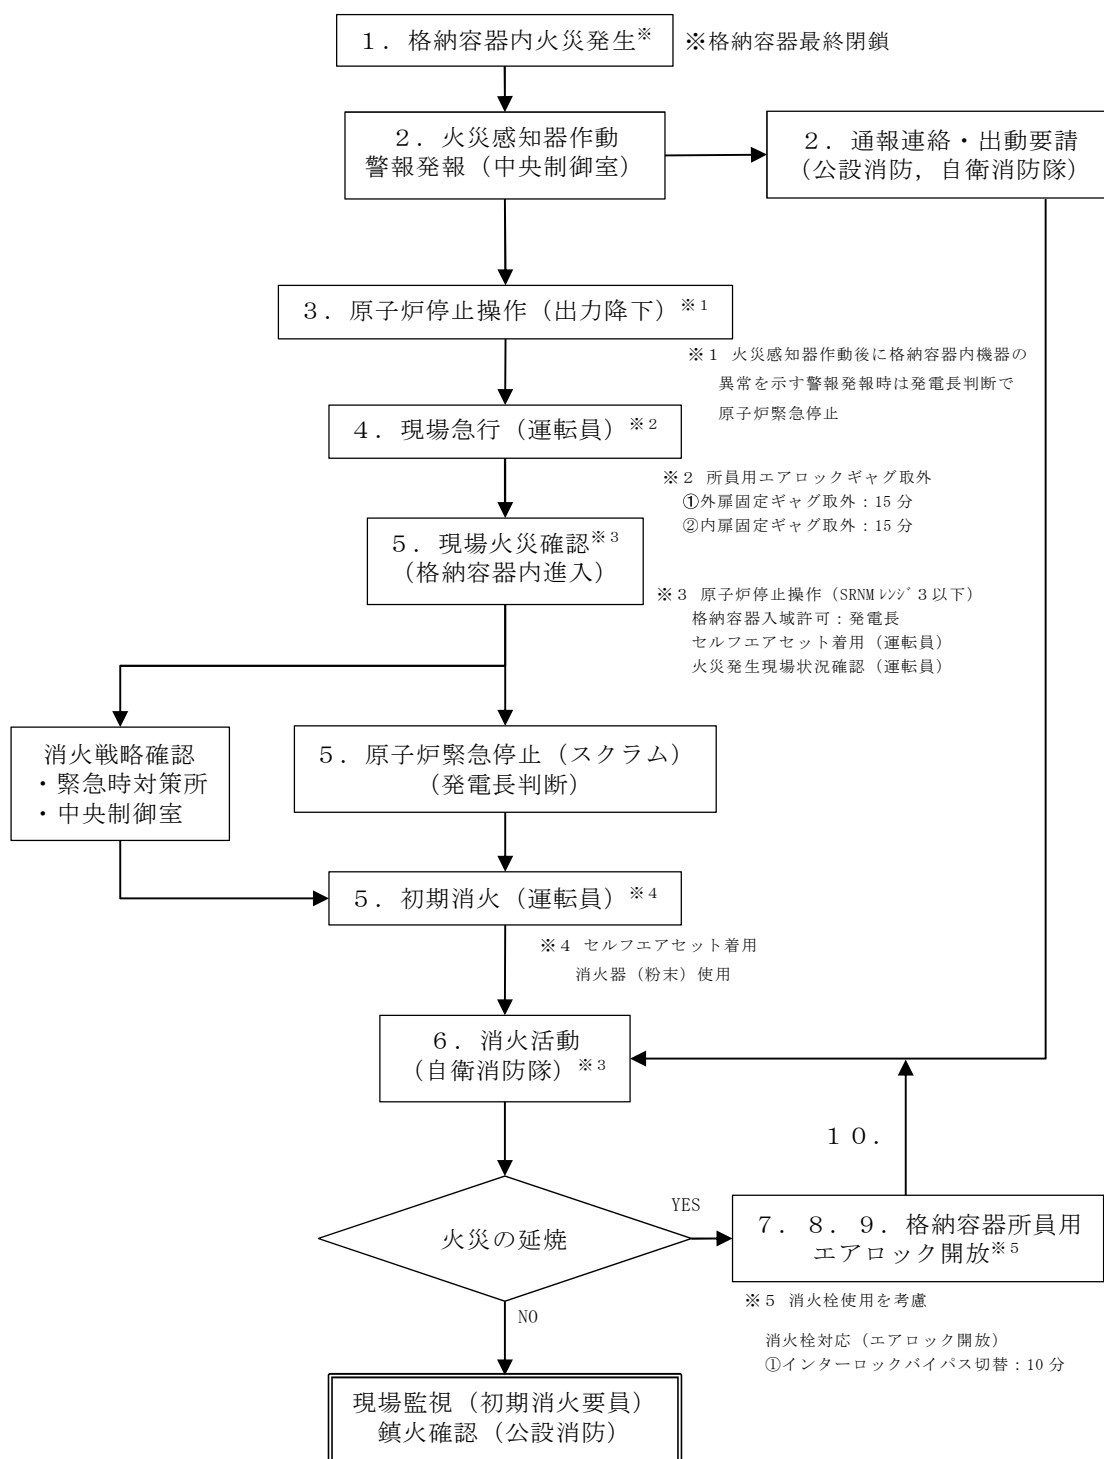 １．格納容器内火災発生※
※格納容器最終閉鎖
２．火災感知器作動
警報発報（中央制御室）
２．通報連絡・出動要請
（公設消防，自衛消防隊）
３．原子炉停止操作（出力降下）※１
※１ 火災感知器作動後に格納容器内機器の
異常を示す警報発報時は発電長判断で
原子炉緊急停止
４．現場急行（運転員）※２
※２ 所員用エアロックギャグ取外
①外扉固定ギャグ取外：15 分
②内扉固定ギャグ取外：15 分
５．現場火災確認※３
（格納容器内進入）
※３ 原子炉停止操作（SRNM ﾚﾝｼﾞ３以下）
格納容器入域許可：発電長
セルフエアセット着用（運転員）
火災発生現場状況確認（運転員）
消火戦略確認
・緊急時対策所
・中央制御室
５．原子炉緊急停止（スクラム）
（発電長判断）
５．初期消火（運転員）※４
※４ セルフエアセット着用
消火器（粉末）使用
６．消火活動
（自衛消防隊）※３
１０．
火災の延焼
YES
７．８．９．格納容器所員用
エアロック開放※５
※５ 消火栓使用を考慮
消火栓対応（エアロック開放）
①インターロックバイパス切替：10 分
NO
現場監視（初期消火要員）
鎮火確認（公設消防）